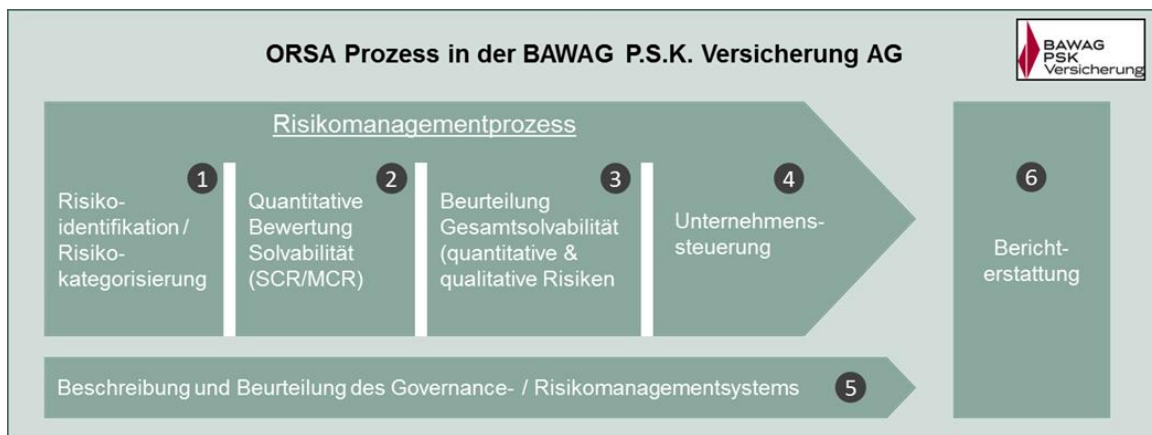 ORSA Prozess in der BAWAG P.S.K. Versicherung AG
BAWAG
PSK
Versicherung
Risikomanagementprozess
1
Risiko-
identifikation /
Risiko-
kategorisierung
2
Quantitative
Bewertung
Solvabilität
(SCR/MCR)
3
Beurteilung
Gesamtsolvabilität
(quantitative &
qualitative Risiken
4
Unternehmens-
steuerung
6
Bericht-
erstattung
Beschreibung und Beurteilung des Governance- / Risikomanagementsystems 5